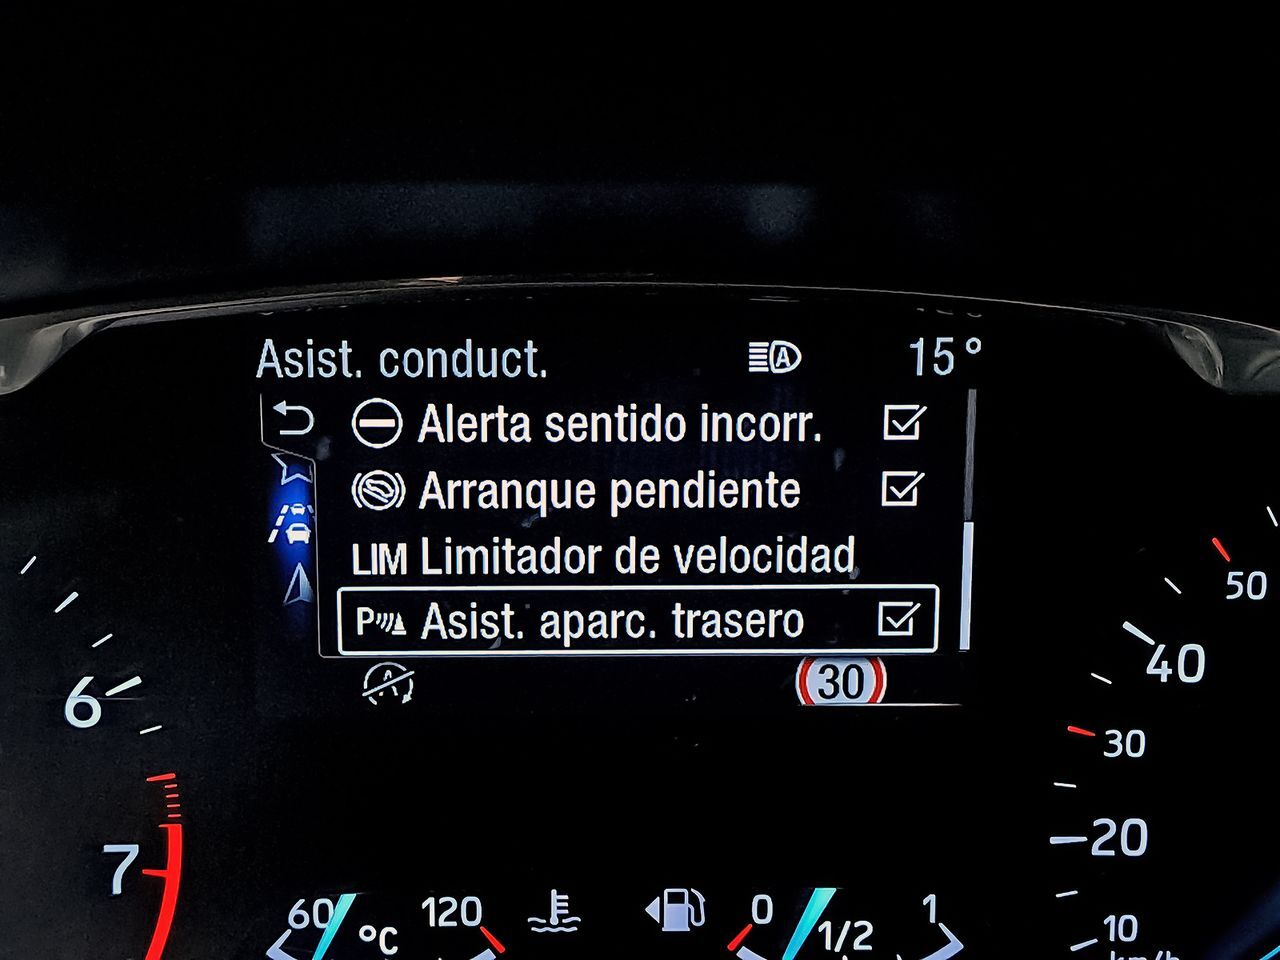 Asist. conduct. A 15°
Alerta sentido incorr.
Arranque pendiente
LIM Limitador de velocidad
P Asist. aparc. trasero
A 30
50
40
6
30
20
7
60 120 0 1
°C 1/2 10
km/h